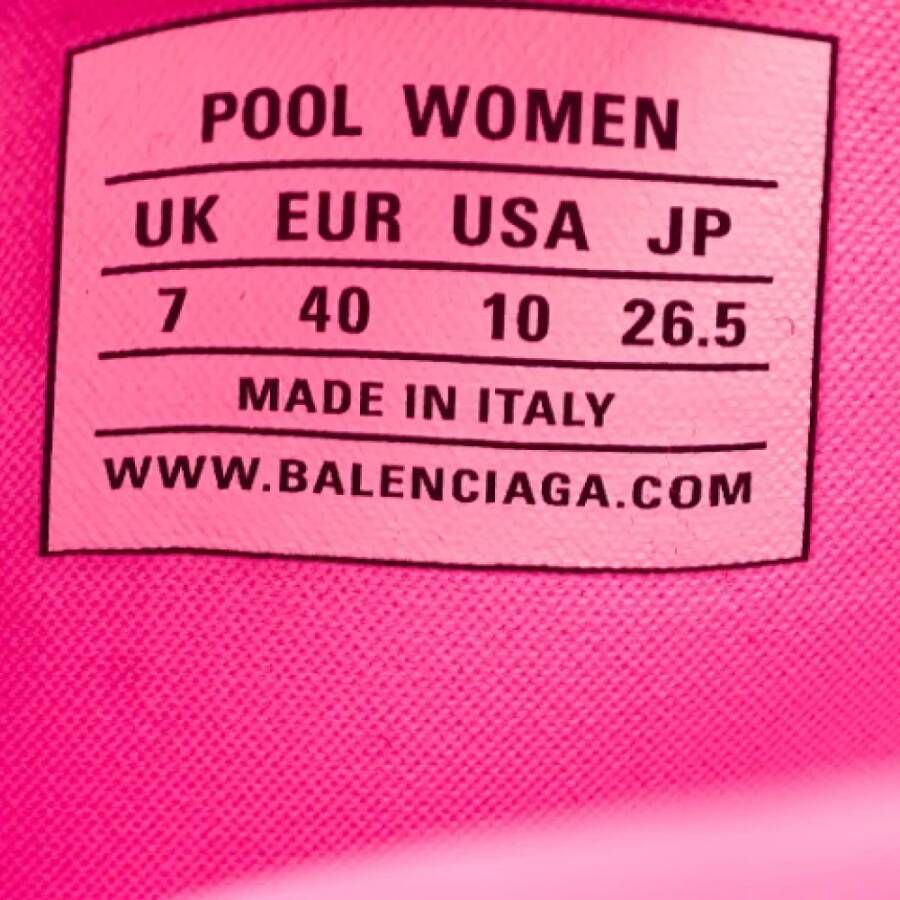 POOL WOMEN
UK EUR USA JP
7 40 10 26.5
MADE IN ITALY
WWW.BALENCIAGA.COM